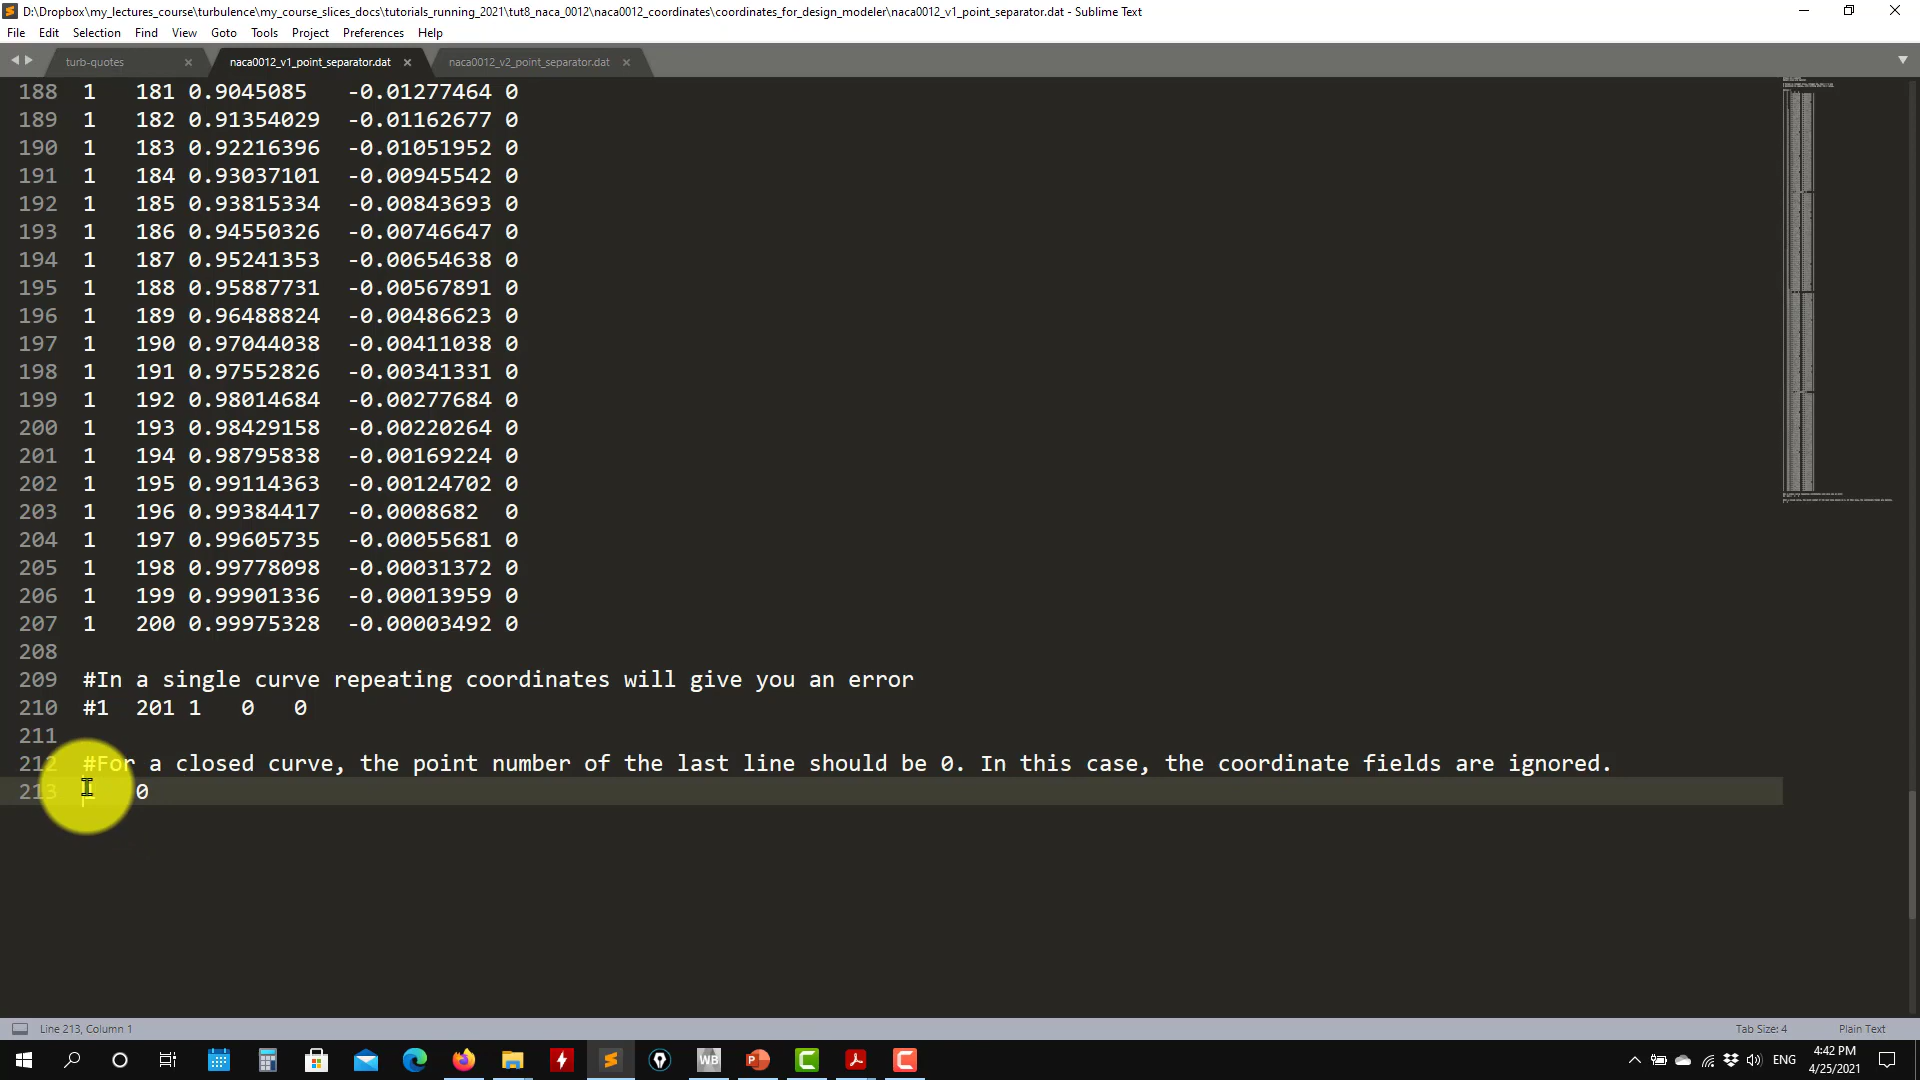 D:\Dropbox\my_lectures_course\turbulence\my_course_slices_docs\tutorials_running_2021\tut8_naca_0012\naca0012_coordinates\coordinates_for_design_modeler\naca0012_v1_point_separator.dat - Sublime Text
File Edit Selection Find View Goto Tools Project Preferences Help
turb-quotes naca0012_v1_point_separator.dat naca0012_v2_point_separator.dat
188 1 181 0.9045085 -0.01277464 0
189 1 182 0.91354029 -0.01162677 0
190 1 183 0.92216396 -0.01051952 0
191 1 184 0.93037101 -0.00945542 0
192 1 185 0.93815334 -0.00843693 0
193 1 186 0.94550326 -0.00746647 0
194 1 187 0.95241353 -0.00654638 0
195 1 188 0.95887731 -0.00567891 0
196 1 189 0.96488824 -0.00486623 0
197 1 190 0.97044038 -0.00411038 0
198 1 191 0.97552826 -0.00341331 0
199 1 192 0.98014684 -0.00277684 0
200 1 193 0.98429158 -0.00220264 0
201 1 194 0.98795838 -0.00169224 0
202 1 195 0.99114363 -0.00124702 0
203 1 196 0.99384417 -0.0008682 0
204 1 197 0.99605735 -0.00055681 0
205 1 198 0.99778098 -0.00031372 0
206 1 199 0.99901336 -0.00013959 0
207 1 200 0.99975328 -0.00003492 0
208
209 #In a single curve repeating coordinates will give you an error
210 #1 201 1 0 0
211
212 #For a closed curve, the point number of the last line should be 0. In this case, the coordinate fields are ignored.
213 1 0
Line 213, Column 1 Tab Size: 4 Plain Text
WB ENG 4:42 PM
4/25/2021